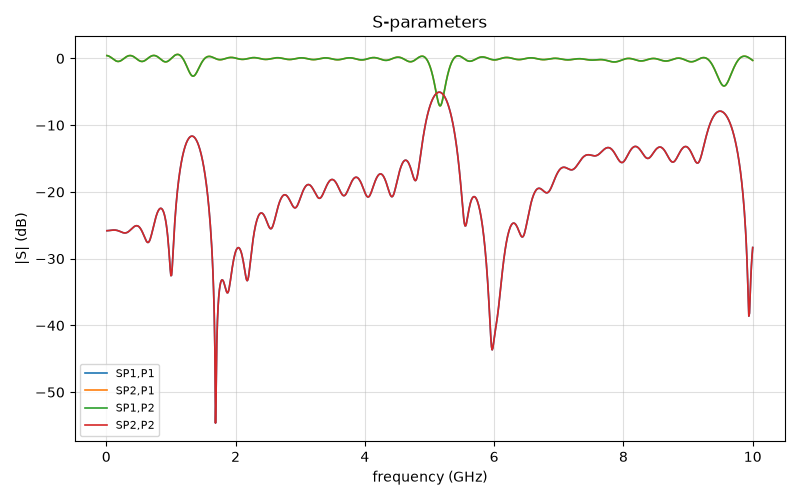 S-parameters
|S| (dB)
0
−10
−20
−30
−40
−50
SP1,P1
SP2,P1
SP1,P2
SP2,P2
0 2 4 6 8 10
frequency (GHz)